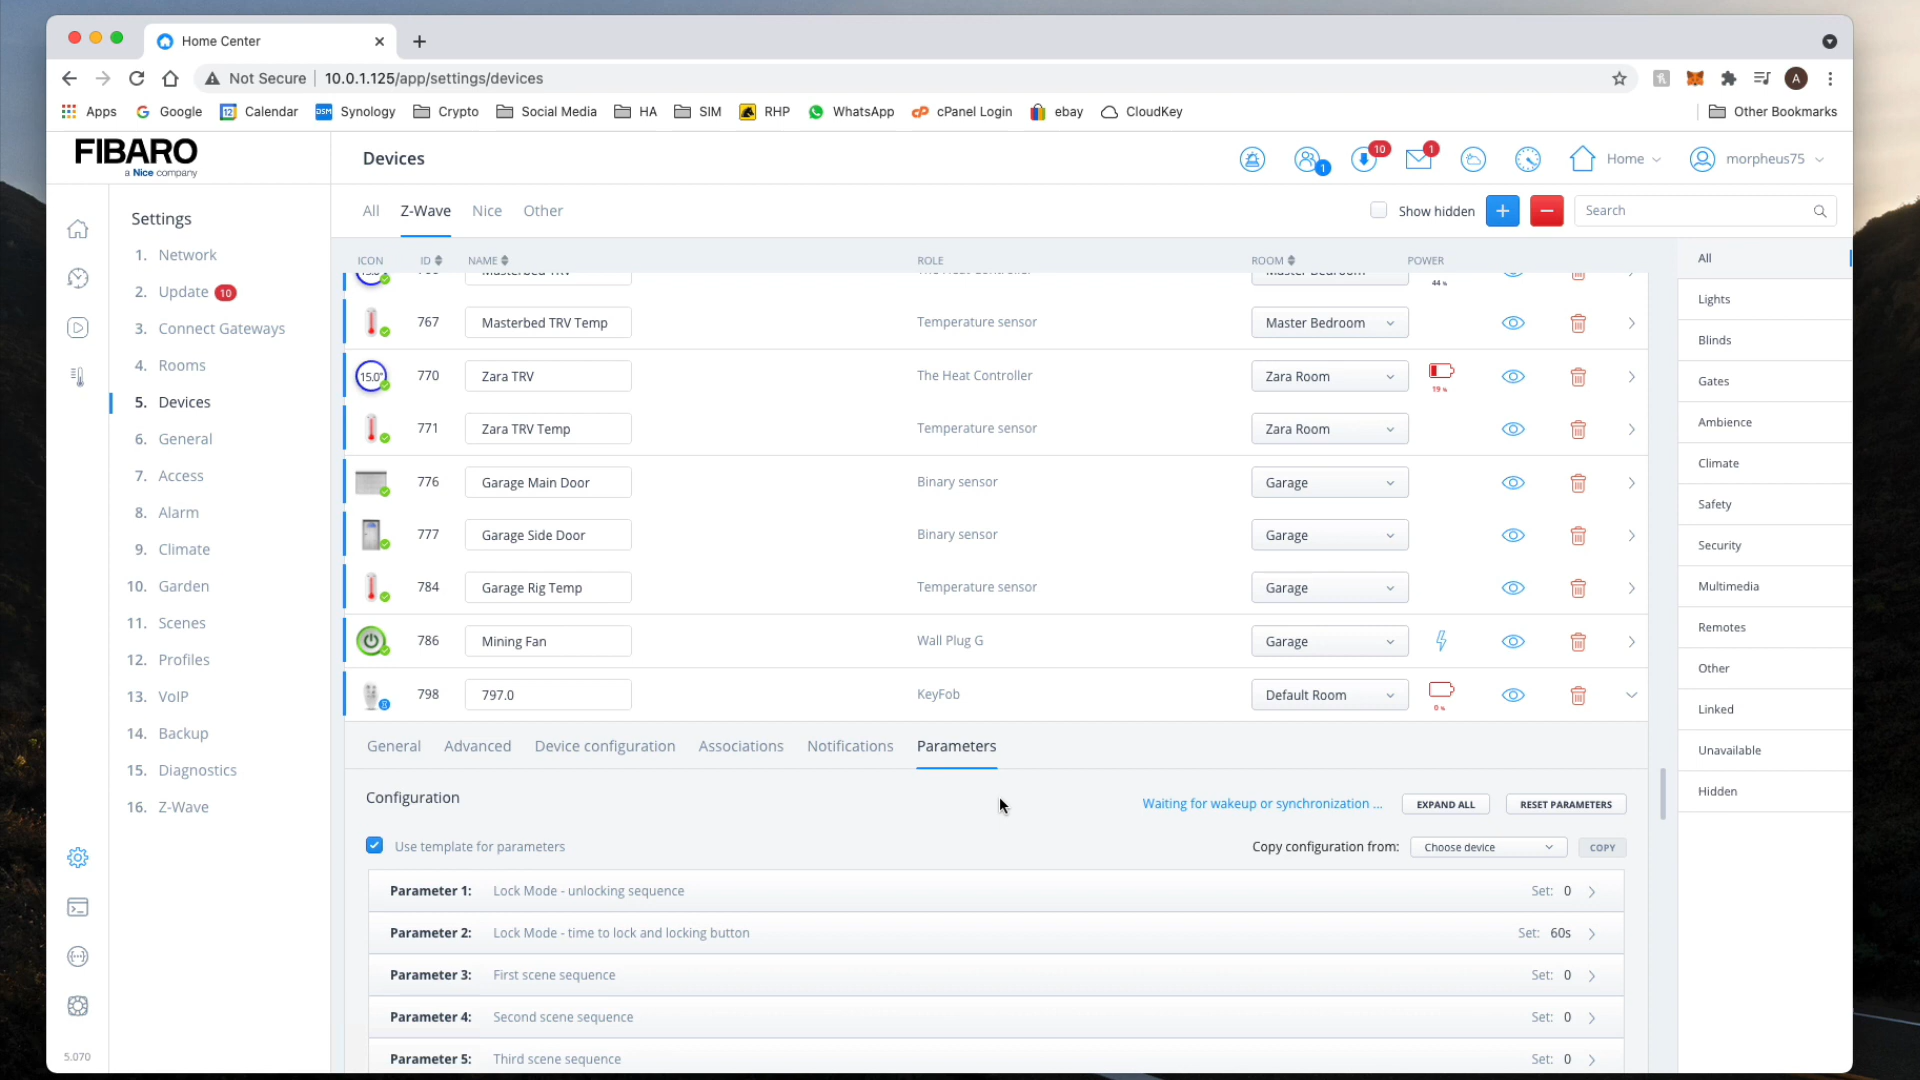 Home Center
Not Secure 10.0.1.125/app/settings/devices
A
Apps Google Calendar Synology Crypto Social Media HA SIM RHP WhatsApp cPanel Login ebay CloudKey Other Bookmarks
FIBARO
a Nice company
Devices
1 10 1 Home morpheus75
Settings
1. Network
2. Update 10
3. Connect Gateways
4. Rooms
5. Devices
6. General
7. Access
8. Alarm
9. Climate
10. Garden
11. Scenes
12. Profiles
13. VoIP
14. Backup
15. Diagnostics
16. Z-Wave
5.070
All Z-Wave Nice Other
Show hidden
Search
ICON ID NAME ROLE ROOM POWER
44 %
767 Masterbed TRV Temp Temperature sensor Master Bedroom
15.0° 770 Zara TRV The Heat Controller Zara Room 19 %
771 Zara TRV Temp Temperature sensor Zara Room
776 Garage Main Door Binary sensor Garage
777 Garage Side Door Binary sensor Garage
784 Garage Rig Temp Temperature sensor Garage
786 Mining Fan Wall Plug G Garage
798 797.0 KeyFob Default Room 0 %
General Advanced Device configuration Associations Notifications Parameters
Configuration
Waiting for wakeup or synchronization ... EXPAND ALL RESET PARAMETERS
Use template for parameters
Copy configuration from: Choose device COPY
Parameter 1: Lock Mode - unlocking sequence Set: 0
Parameter 2: Lock Mode - time to lock and locking button Set: 60s
Parameter 3: First scene sequence Set: 0
Parameter 4: Second scene sequence Set: 0
Parameter 5: Third scene sequence Set: 0
All
Lights
Blinds
Gates
Ambience
Climate
Safety
Security
Multimedia
Remotes
Other
Linked
Unavailable
Hidden